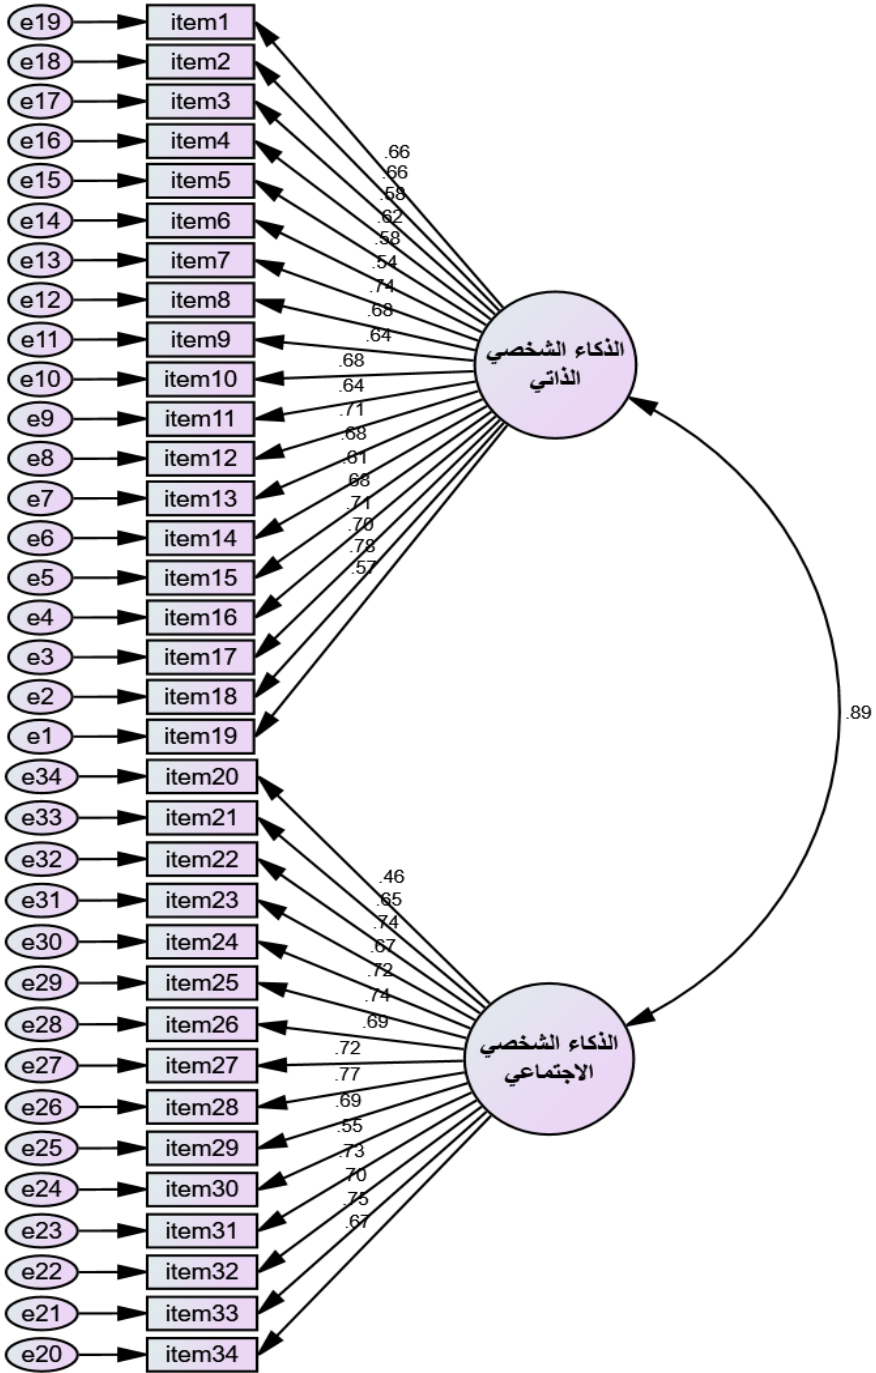 e19 item1
e18 item2
e17 item3
e16 item4
e15 item5
e14 item6
e13 item7
e12 item8
e11 item9
e10 item10
e9 item11
e8 item12
e7 item13
e6 item14
e5 item15
e4 item16
e3 item17
e2 item18
e1 item19
.66
.66
.58
.62
.58
.54
.74
.68
.64
.68
.64
.71
.68
.61
.68
.71
.70
.78
.57
الذكاء الشخصي
الذاتي
.89
e34 item20
e33 item21
e32 item22
e31 item23
e30 item24
e29 item25
e28 item26
e27 item27
e26 item28
e25 item29
e24 item30
e23 item31
e22 item32
e21 item33
e20 item34
.46
.65
.74
.67
.72
.74
.69
.72
.77
.69
.55
.73
.70
.75
.67
الذكاء الشخصي
الاجتماعي